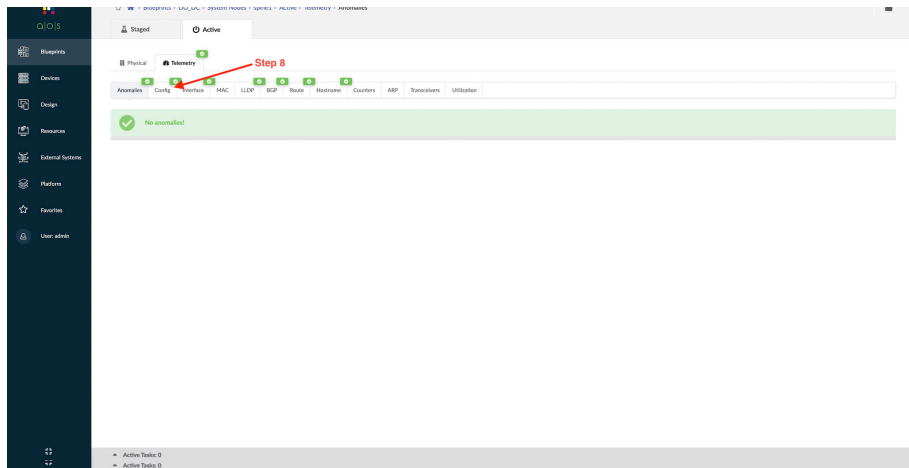 Blueprints › DO_DC › System Nodes › spine1 › Active › Telemetry › Anomalies
a|o|s
Staged
Active
Blueprints
Physical
Telemetry
Step 8
Devices
Anomalies Config Interface MAC LLDP BGP Route Hostname Counters ARP Transceivers Utilization
Design
No anomalies!
Resources
External Systems
Platform
Favorites
User: admin
Active Tasks: 0
Active Tasks: 0